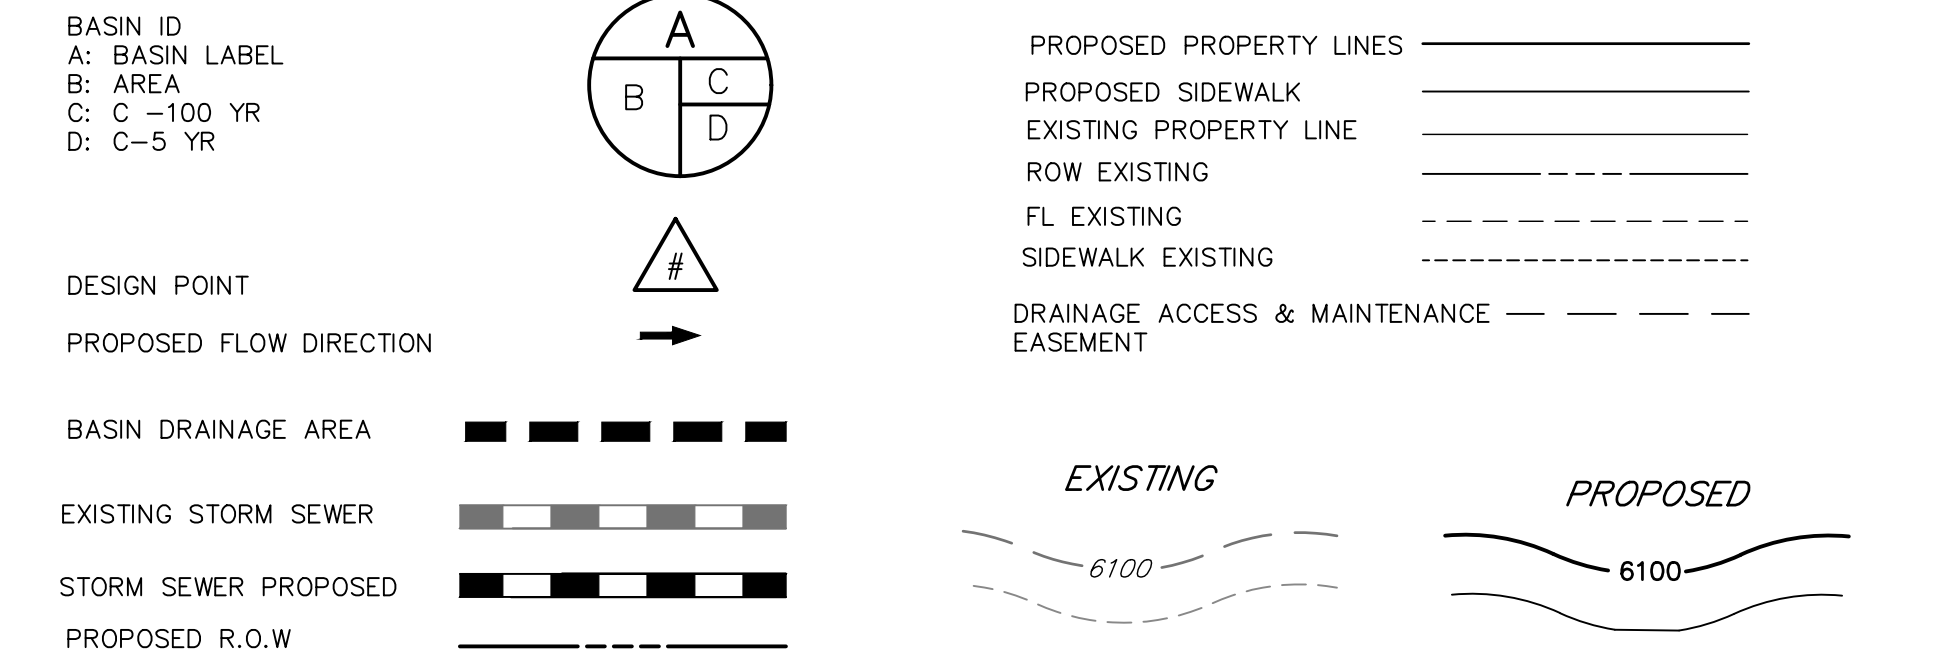 BASIN ID
A: BASIN LABEL
B: AREA
C: C -100 YR
D: C-5 YR
A
B
C
D
DESIGN POINT
#
PROPOSED FLOW DIRECTION
BASIN DRAINAGE AREA
EXISTING STORM SEWER
STORM SEWER PROPOSED
PROPOSED R.O.W
PROPOSED PROPERTY LINES
PROPOSED SIDEWALK
EXISTING PROPERTY LINE
ROW EXISTING
FL EXISTING
SIDEWALK EXISTING
DRAINAGE ACCESS & MAINTENANCE
EASEMENT
EXISTING
6100
PROPOSED
6100